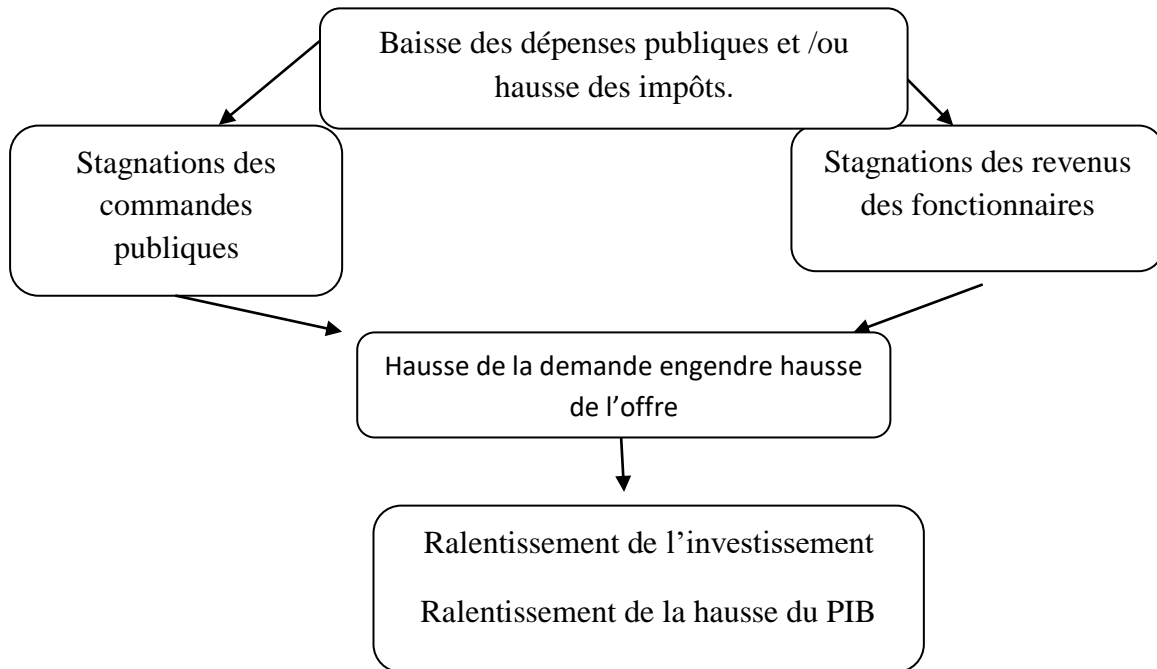 Baisse des dépenses publiques et /ou
hausse des impôts.
Stagnations des
commandes
publiques
Stagnations des revenus
des fonctionnaires
Hausse de la demande engendre hausse
de l’offre
Ralentissement de l’investissement
Ralentissement de la hausse du PIB